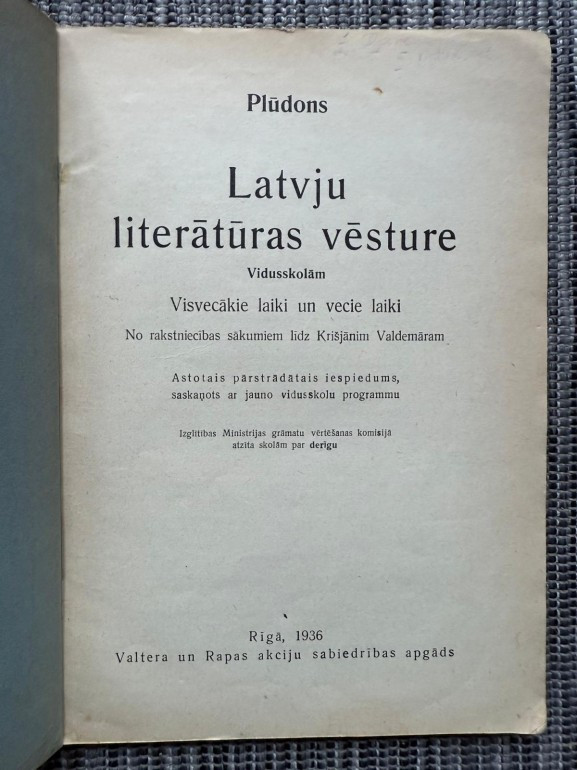 Plūdons
Latvju
literātūras vēsture
Vidusskolām
Visvecākie laiki un vecie laiki
No rakstniecības sākumiem līdz Krišjānim Valdemāram
Astotais pārstrādātais iespiedums,
saskaņots ar jauno vidusskolu programmu
Izglītības Ministrijas grāmatu vērtēšanas komisijā
atzīta skolām par derīgu
Rīgā, 1936
Valtera un Rapas akciju sabiedrības apgāds